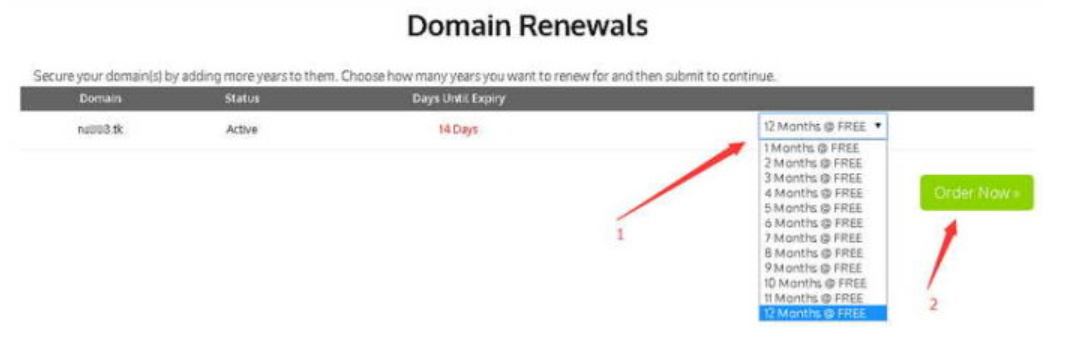 Domain Renewals
Secure your domain(s) by adding more years to them. Choose how many years you want to renew for and then submit to continue.
Domain Status Days Until Expiry
Active 14 Days 12 Months @ FREE
1 Months @ FREE
2 Months @ FREE
3 Months @ FREE
4 Months @ FREE
5 Months @ FREE
6 Months @ FREE
7 Months @ FREE
8 Months @ FREE
9 Months @ FREE
10 Months @ FREE
11 Months @ FREE
12 Months @ FREE
Order Now »
1
2